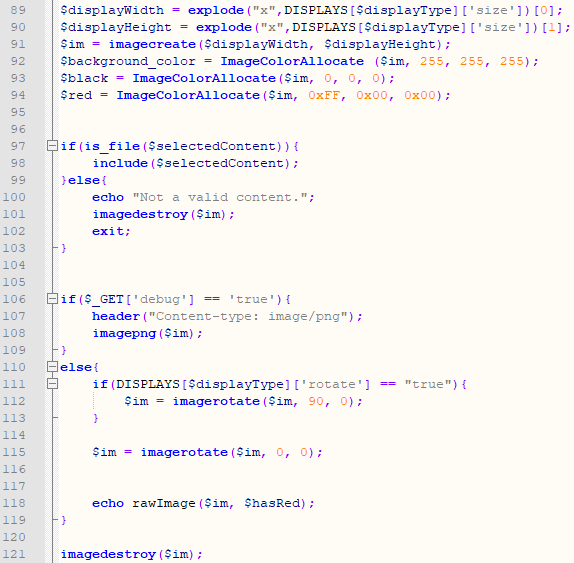 89 $displayWidth = explode("x",DISPLAYS[$displayType]['size'])[0];
90 $displayHeight = explode("x",DISPLAYS[$displayType]['size'])[1];
91 $im = imagecreate($displayWidth, $displayHeight);
92 $background_color = ImageColorAllocate ($im, 255, 255, 255);
93 $black = ImageColorAllocate($im, 0, 0, 0);
94 $red = ImageColorAllocate($im, 0xFF, 0x00, 0x00);
95
96
97 if(is_file($selectedContent)){
98     include($selectedContent);
99 }else{
100     echo "Not a valid content.";
101     imagedestroy($im);
102     exit;
103 }
104
105
106 if($_GET['debug'] == 'true'){
107     header("Content-type: image/png");
108     imagepng($im);
109 }
110 else{
111     if(DISPLAYS[$displayType]['rotate'] == "true"){
112         $im = imagerotate($im, 90, 0);
113     }
114
115     $im = imagerotate($im, 0, 0);
116
117
118     echo rawImage($im, $hasRed);
119 }
120
121 imagedestroy($im);